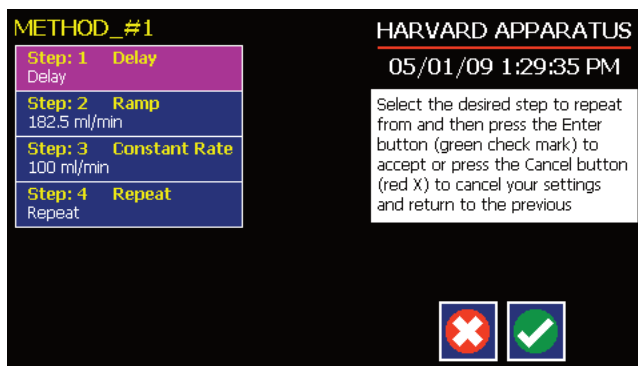 METHOD_#1
Step: 1 Delay
Delay
Step: 2 Ramp
182.5 ml/min
Step: 3 Constant Rate
100 ml/min
Step: 4 Repeat
Repeat
HARVARD APPARATUS
05/01/09 1:29:35 PM
Select the desired step to repeat
from and then press the Enter
button (green check mark) to
accept or press the Cancel button
(red X) to cancel your settings
and return to the previous